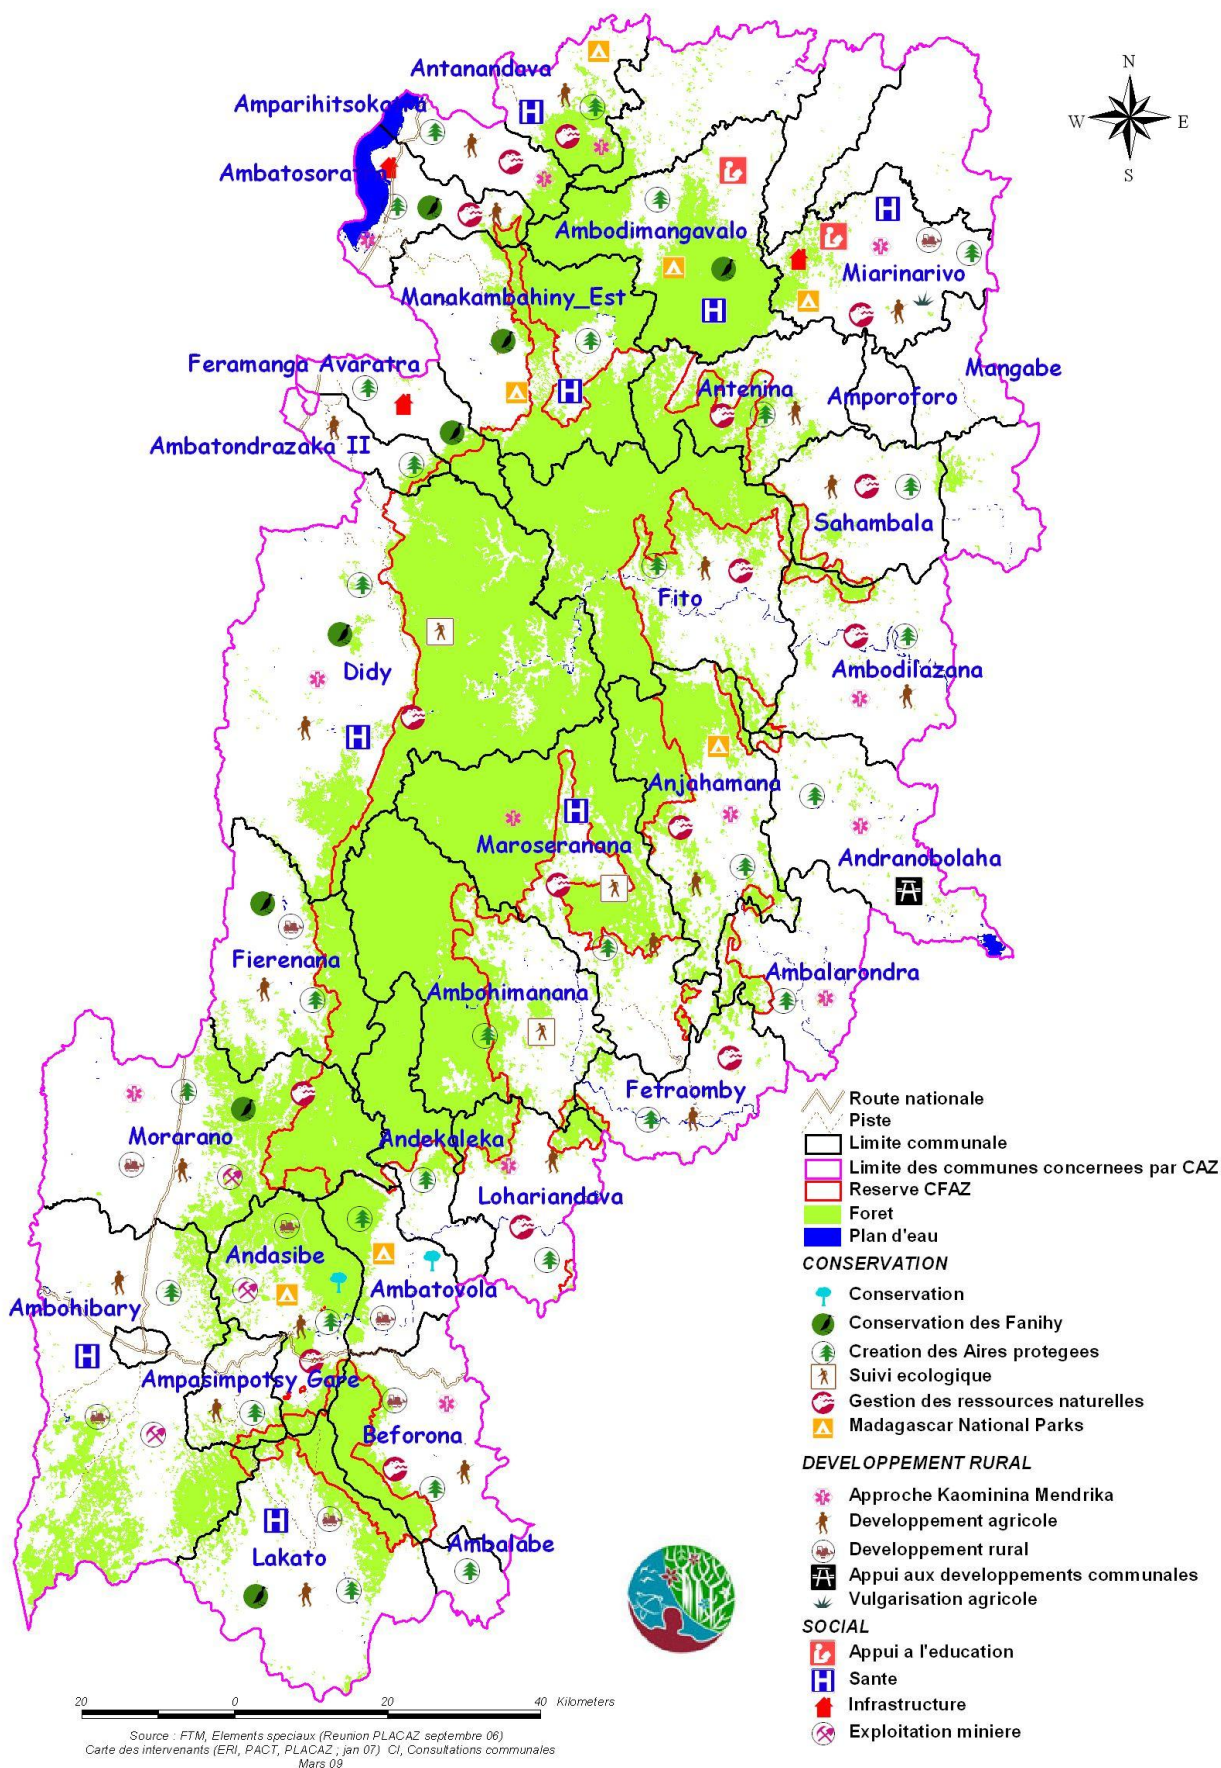 N
W E
S
Antanandava
Amparihitsokatra
Ambatosoratra
Ambodimangavalo
Miarinarivo
Manakambahiny_Est
Feramanga Avaratra
Mangabe
Antenina
Amporoforo
Ambatondrazaka II
Sahambala
Fito
Didy
Ambodilazana
Anjahamana
Maroseranana
Andranobolaha
Fierenana
Ambalarondra
Ambohimanana
Fetraomby
Morarano
Andekaleka
Lohariandava
Andasibe
Ambatovola
Ambohibary
Ampasimpotsy Gare
Beforona
Lakato
Ambalabe
Route nationale
Piste
Limite communale
Limite des communes concernees par CAZ
Reserve CFAZ
Foret
Plan d'eau
CONSERVATION
Conservation
Conservation des Fanihy
Creation des Aires protegees
Suivi ecologique
Gestion des ressources naturelles
Madagascar National Parks
DEVELOPPEMENT RURAL
Approche Kaominina Mendrika
Developpement agricole
Developpement rural
Appui aux developpements communales
Vulgarisation agricole
SOCIAL
Appui a l'education
Sante
Infrastructure
Exploitation miniere
20 0 20 40 Kilometers
Source : FTM, Elements speciaux (Reunion PLACAZ septembre 06)
Carte des intervenants (ERI, PACT, PLACAZ ; jan 07) CI, Consultations communales
Mars 09